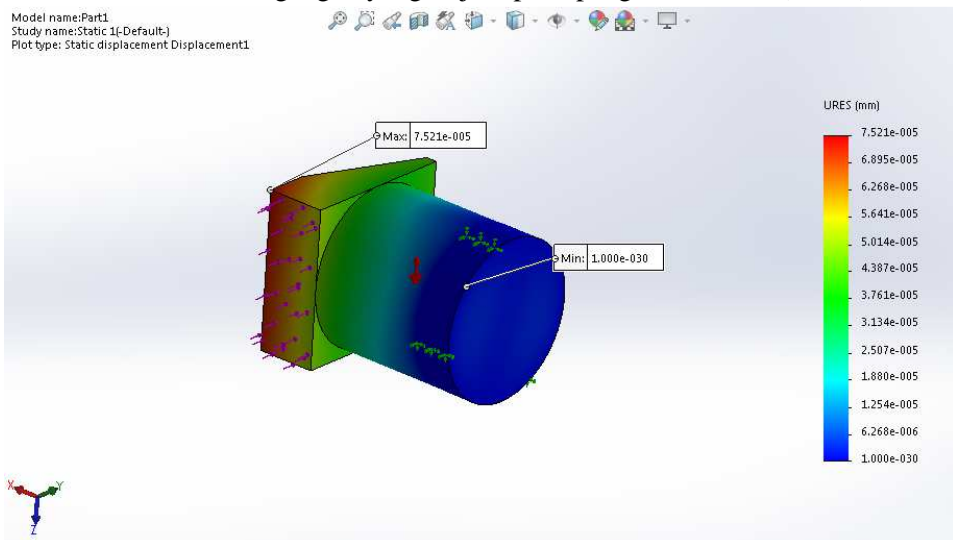 Model name:Part1
Study name:Static 1(-Default-)
Plot type: Static displacement Displacement1
URES (mm)
7.521e-005
6.895e-005
6.268e-005
5.641e-005
5.014e-005
4.387e-005
3.761e-005
3.134e-005
2.507e-005
1.880e-005
1.254e-005
6.268e-006
1.000e-030
Max: 7.521e-005
Min: 1.000e-030
X
Y
Z